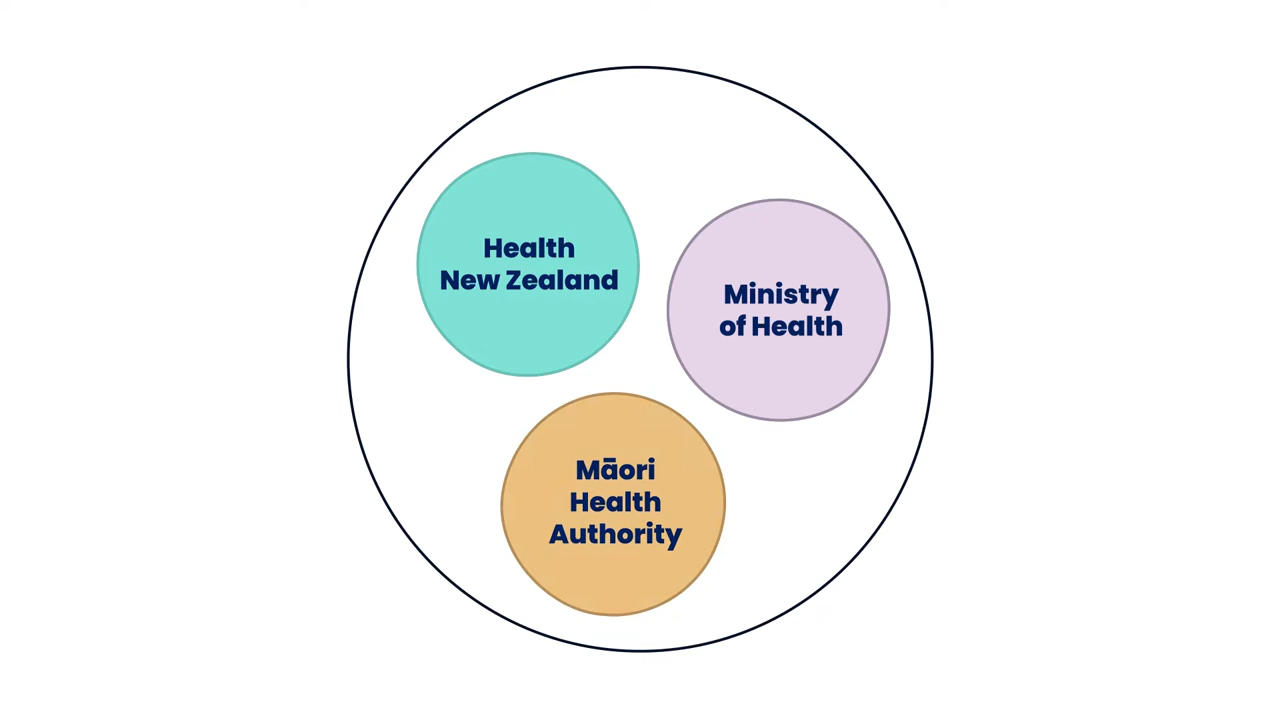 Health
New Zealand
Ministry
of Health
Māori
Health
Authority